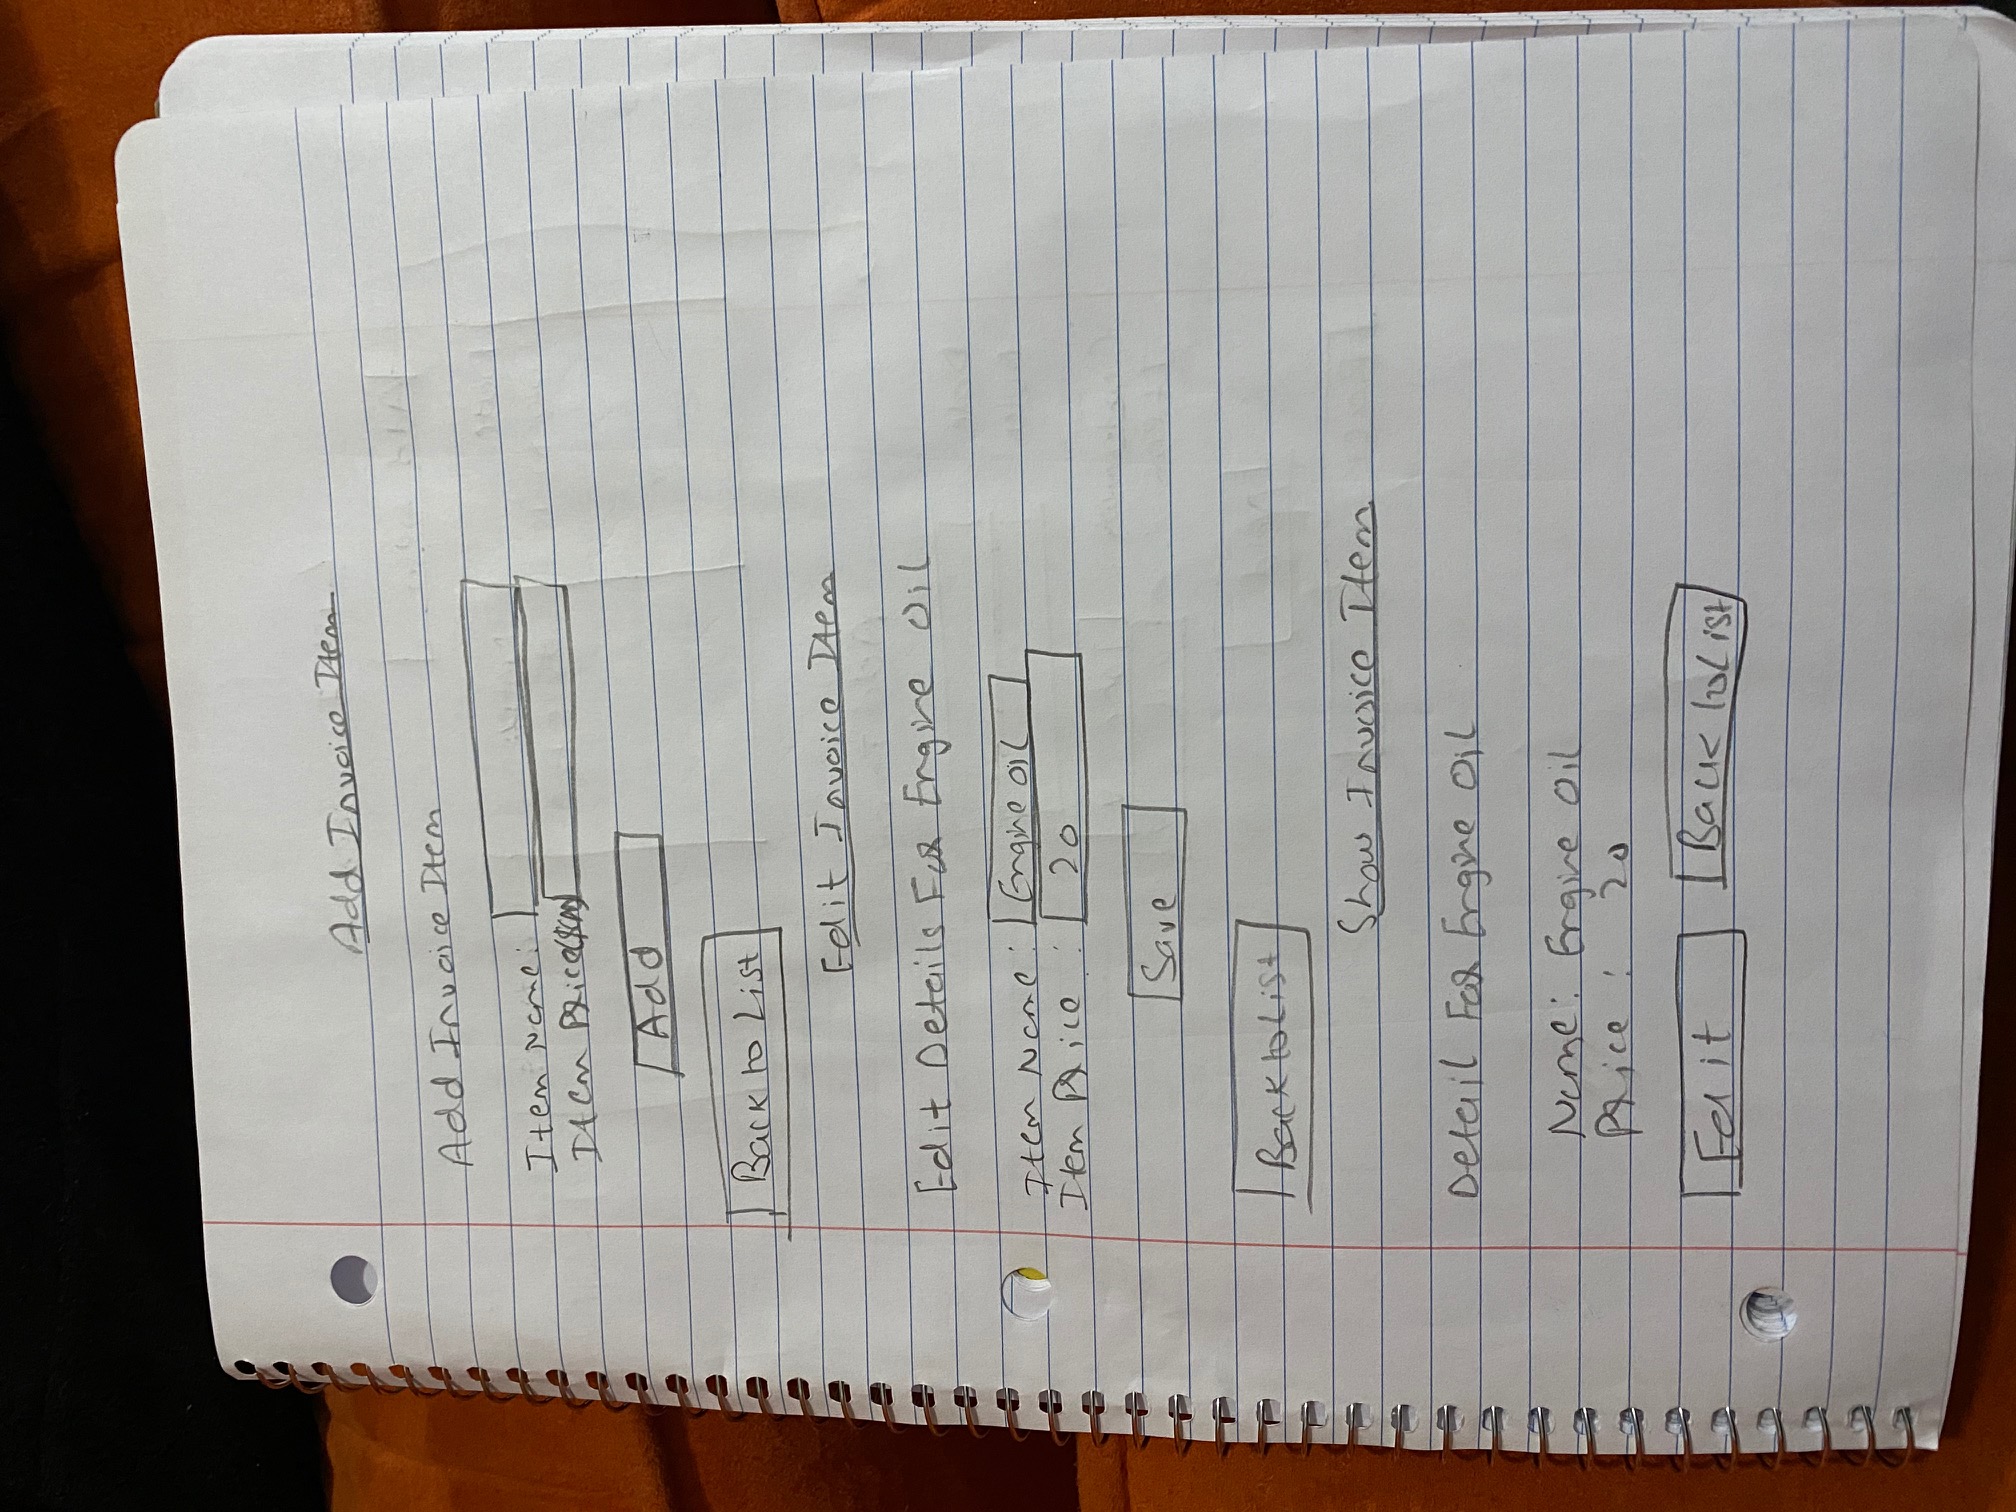 Add Invoice Item
Add Invoice Item
Item Name:
Item Price
Add
Back to List
Edit Invoice Item
Edit Details For Engine Oil
Item Name: Engine oil
Item Price : 20
Save
Back to List
Show Invoice Item
Detail For Engine Oil
Name: Engine Oil
Price : 20
Edit Back to List